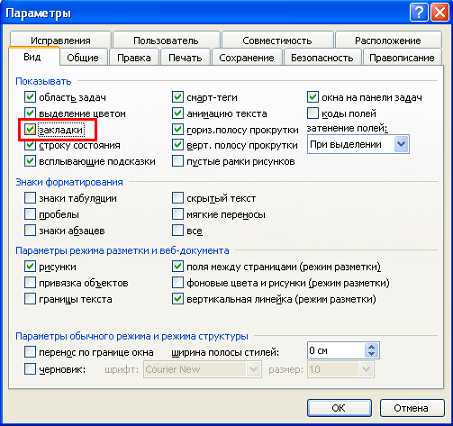 Параметры
Исправления Пользователь Совместимость Расположение
Вид Общие Правка Печать Сохранение Безопасность Правописание
Показывать
область задач смарт-теги окна на панели задач
выделение цветом анимацию текста коды полей
закладки гориз.полосу прокрутки затенение полей:
строку состояния верт. полосу прокрутки При выделении
всплывающие подсказки пустые рамки рисунков
Знаки форматирования
знаки табуляции скрытый текст
пробелы мягкие переносы
знаки абзацев все
Параметры режима разметки и веб-документа
рисунки поля между страницами (режим разметки)
привязка объектов фоновые цвета и рисунки (режим разметки)
границы текста вертикальная линейка (режим разметки)
Параметры обычного режима и режима структуры
перенос по границе окна ширина полосы стилей: 0 см
черновик: шрифт: Courier New размер: 10
ОК Отмена